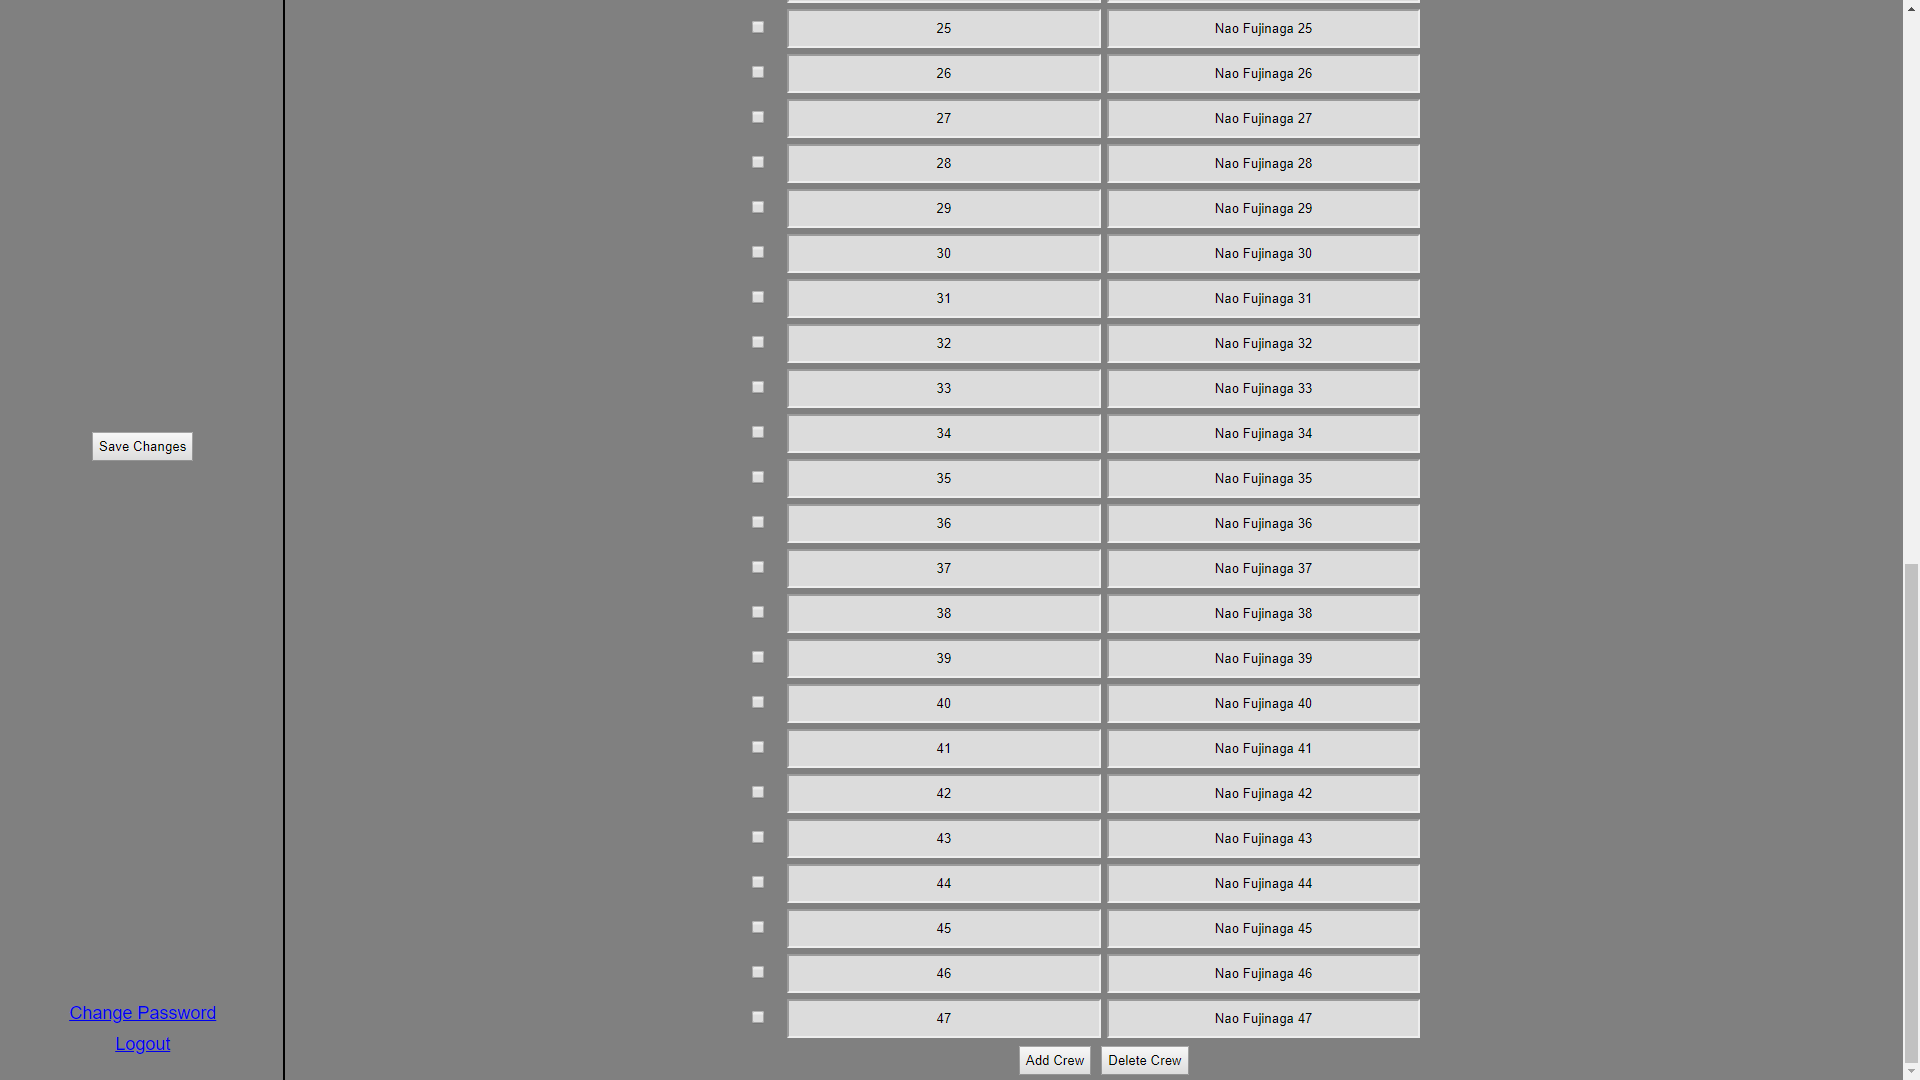 25 Nao Fujinaga 25
26 Nao Fujinaga 26
27 Nao Fujinaga 27
28 Nao Fujinaga 28
29 Nao Fujinaga 29
30 Nao Fujinaga 30
31 Nao Fujinaga 31
32 Nao Fujinaga 32
33 Nao Fujinaga 33
34 Nao Fujinaga 34
Save Changes
35 Nao Fujinaga 35
36 Nao Fujinaga 36
37 Nao Fujinaga 37
38 Nao Fujinaga 38
39 Nao Fujinaga 39
40 Nao Fujinaga 40
41 Nao Fujinaga 41
42 Nao Fujinaga 42
43 Nao Fujinaga 43
44 Nao Fujinaga 44
45 Nao Fujinaga 45
46 Nao Fujinaga 46
47 Nao Fujinaga 47
Change Password
Logout
Add Crew Delete Crew